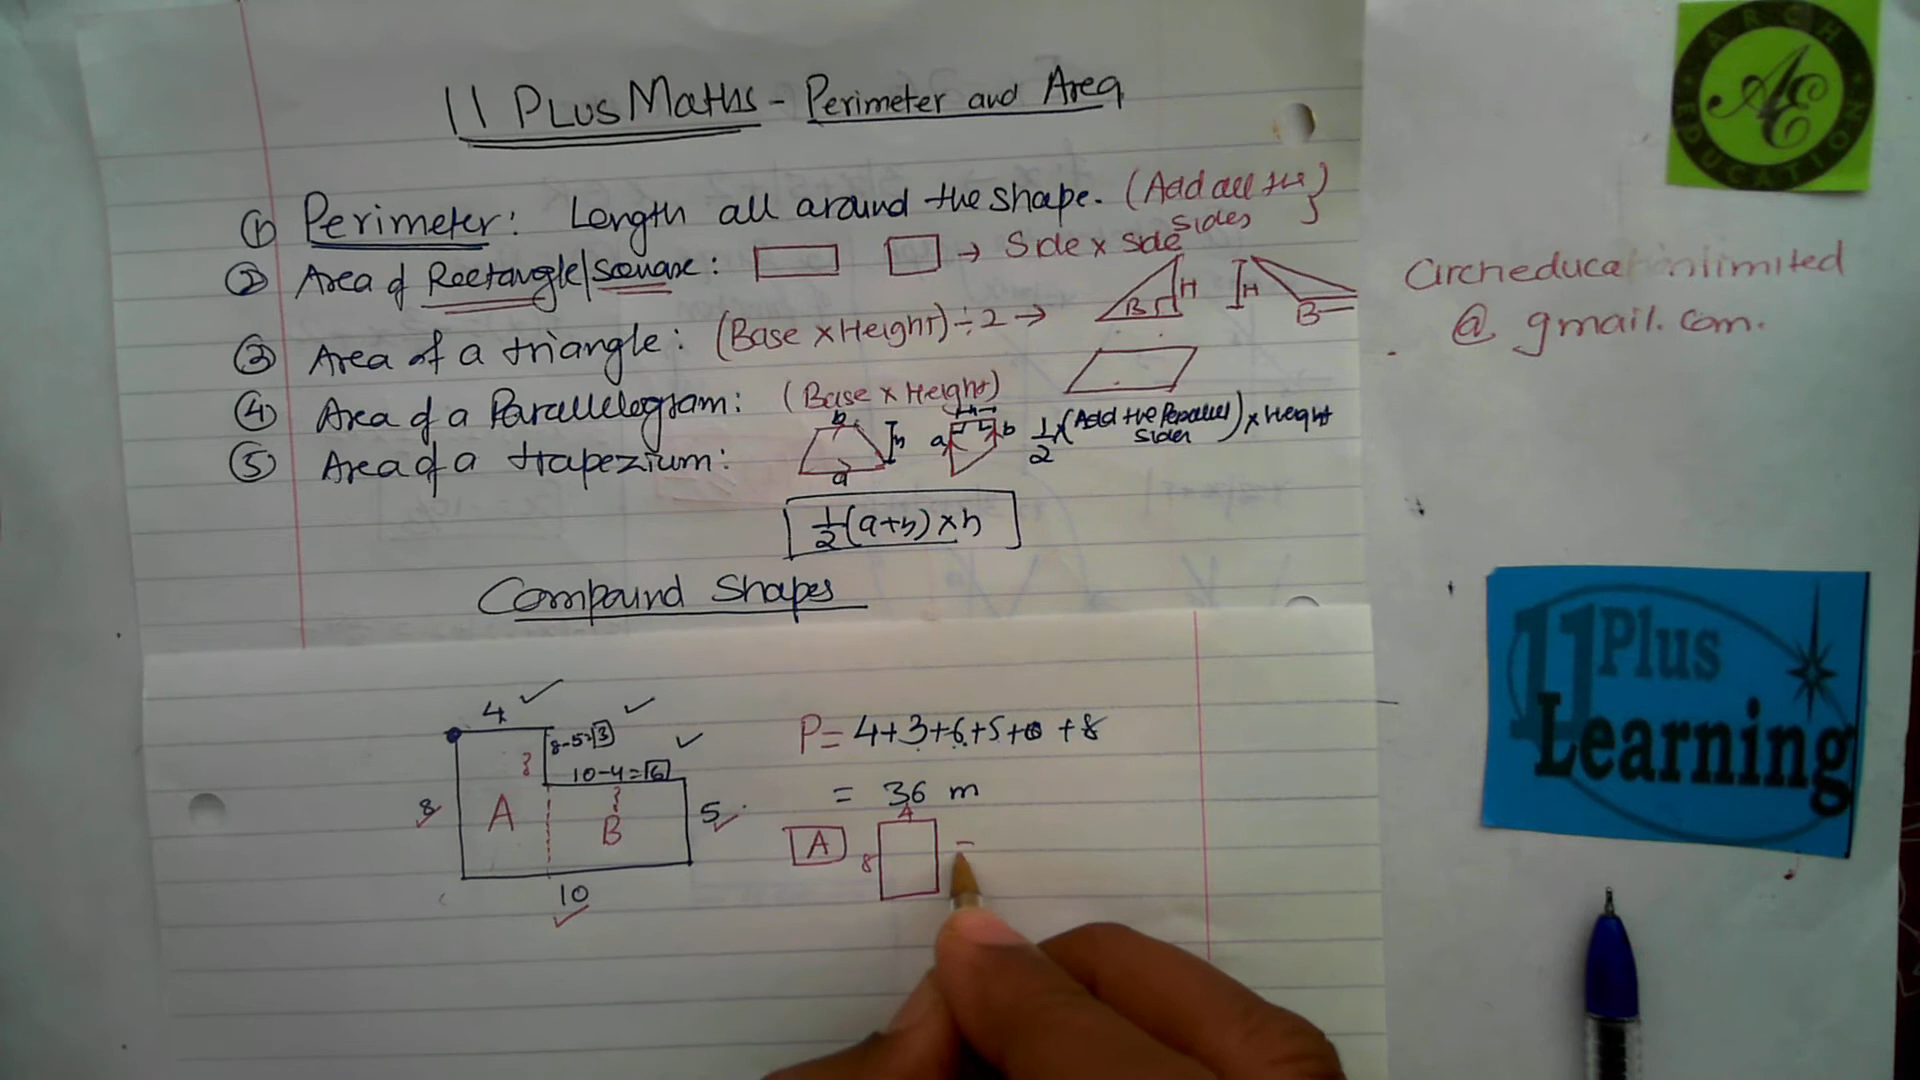 11 PLUS Maths - Perimeter and Area
① Perimeter: Length all around the shape. (Add all the sides)
② Area of Rectangle/square: → Side x side
③ Area of a triangle: (Base x Height) ÷ 2 → B H H B
④ Area of a Parallelogram: (Base x Height)
⑤ Area of a trapezium: b h a a h b 1/2 x (Add the Parallel sides) x Height
1/2 (a+b) x h
Compound Shapes
4
8-5=3
10-4=6
8 A B 5
10
P = 4+3+6+5+10+8
= 36 m
A 4 8
archeducationlimited
@ gmail.com.
ARCH EDUCATION
AE
11 Plus
Learning